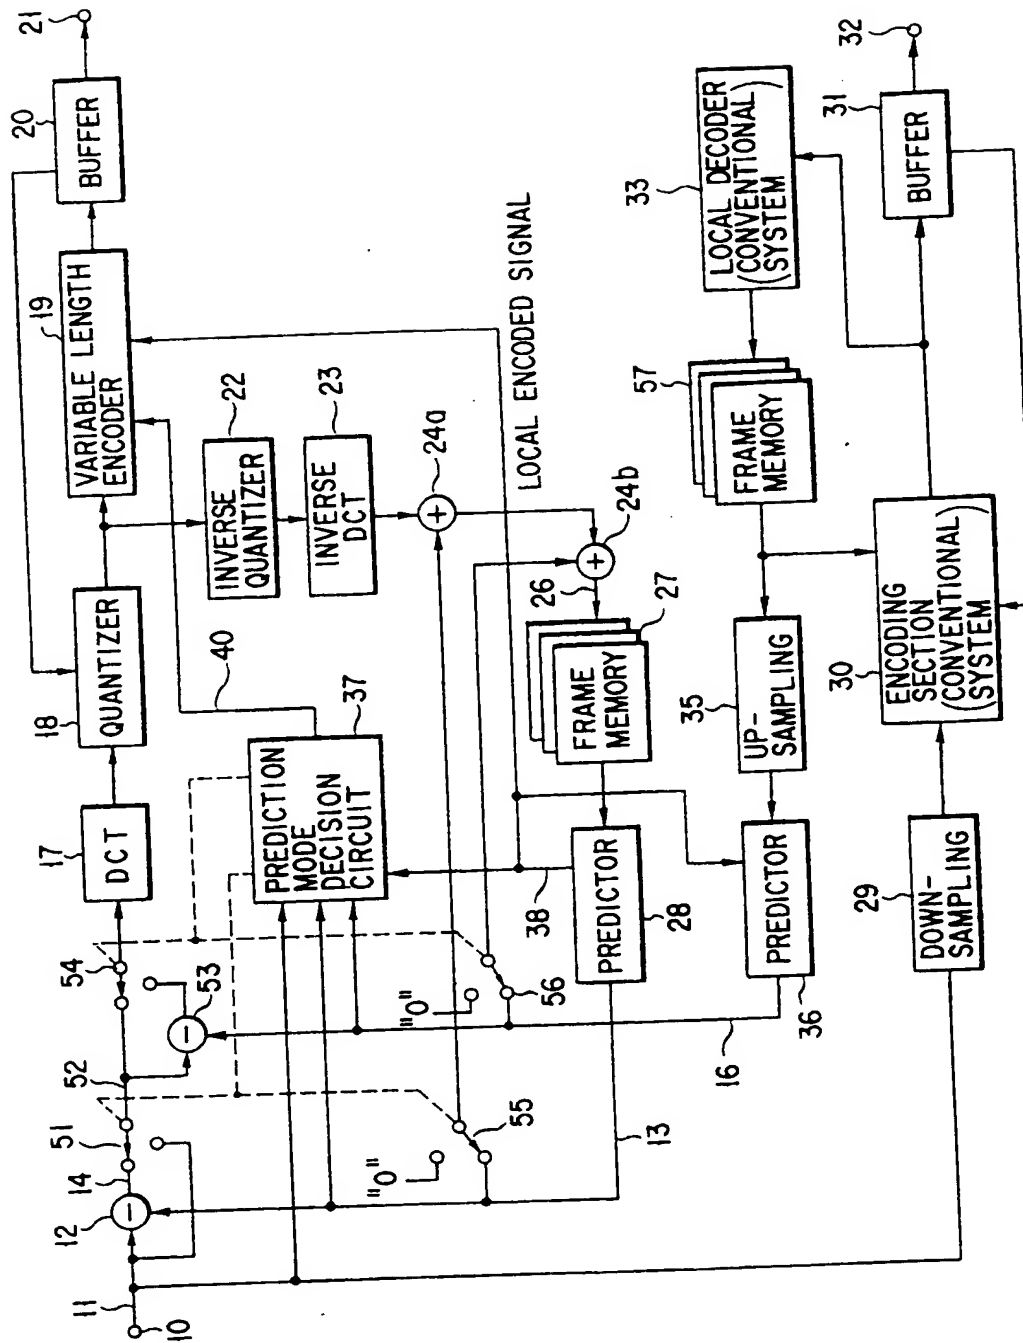 10
11
12
14
51
52
53
54
17
DCT
18
QUANTIZER
19
VARIABLE LENGTH
ENCODER
20
BUFFER
21
40
37
PREDICTION
MODE
DECISION
CIRCUIT
22
INVERSE
QUANTIZER
23
INVERSE
DCT
24a
+
LOCAL ENCODED SIGNAL
"0"
55
"0"
56
13
16
38
PREDICTOR
28
FRAME
MEMORY
27
26
+
24b
PREDICTOR
36
UP-
SAMPLING
35
FRAME
MEMORY
57
LOCAL DECODER
(CONVENTIONAL)
(SYSTEM)
33
29
DOWN-
SAMPLING
30
ENCODING
SECTION
(CONVENTIONAL)
(SYSTEM)
31
BUFFER
32